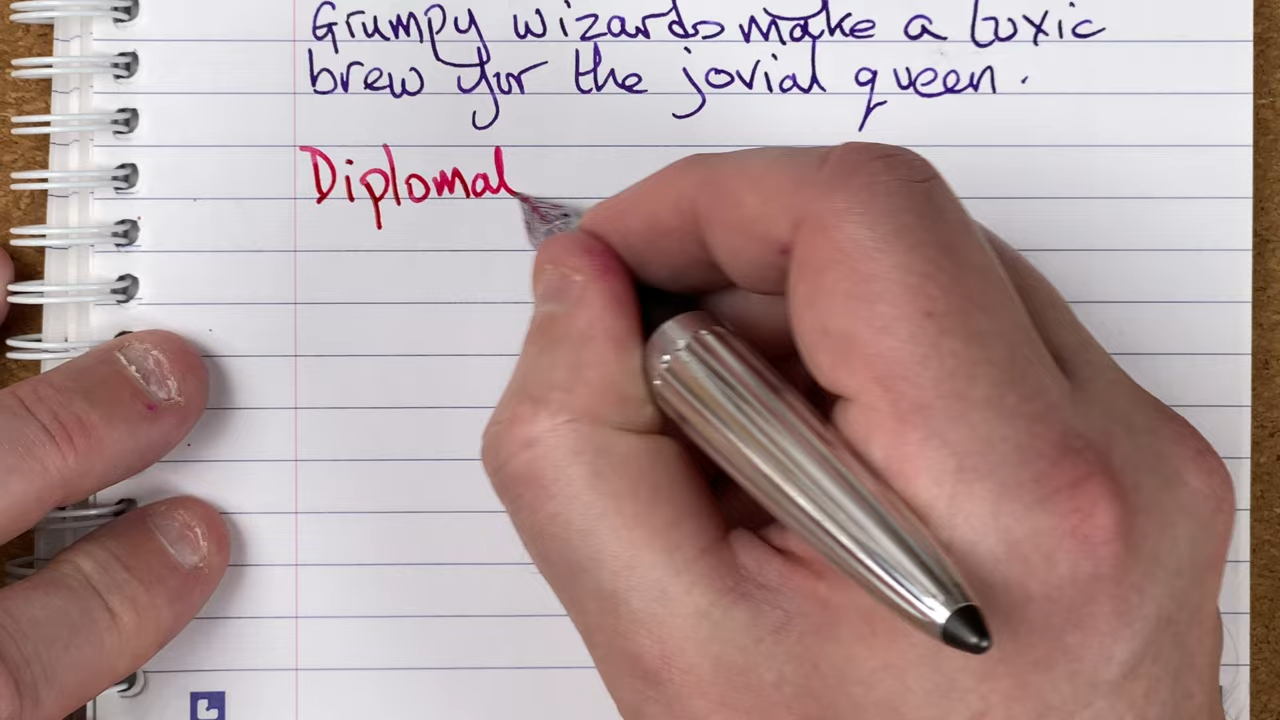 Grumpy wizards make a toxic
brew for the jovial queen.
Diplomat